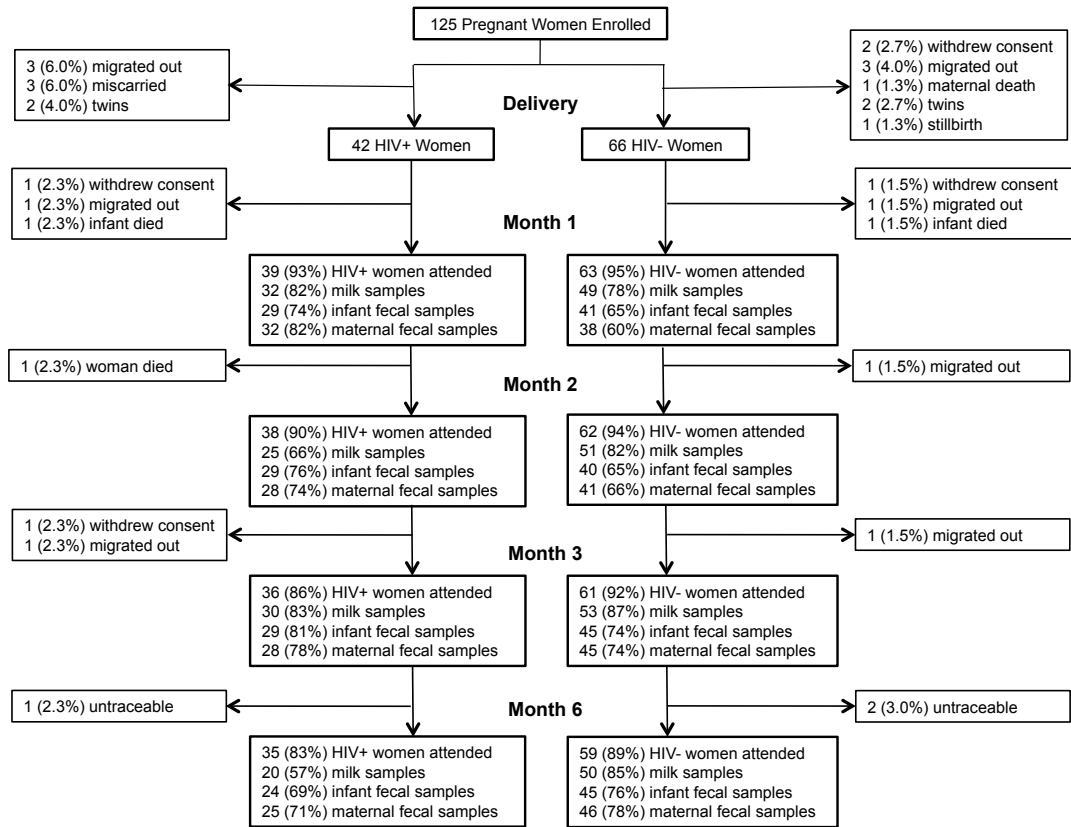 125 Pregnant Women Enrolled
3 (6.0%) migrated out
3 (6.0%) miscarried
2 (4.0%) twins
2 (2.7%) withdrew consent
3 (4.0%) migrated out
1 (1.3%) maternal death
2 (2.7%) twins
1 (1.3%) stillbirth
Delivery
42 HIV+ Women
66 HIV- Women
1 (2.3%) withdrew consent
1 (2.3%) migrated out
1 (2.3%) infant died
1 (1.5%) withdrew consent
1 (1.5%) migrated out
1 (1.5%) infant died
Month 1
39 (93%) HIV+ women attended
32 (82%) milk samples
29 (74%) infant fecal samples
32 (82%) maternal fecal samples
63 (95%) HIV- women attended
49 (78%) milk samples
41 (65%) infant fecal samples
38 (60%) maternal fecal samples
1 (2.3%) woman died
1 (1.5%) migrated out
Month 2
38 (90%) HIV+ women attended
25 (66%) milk samples
29 (76%) infant fecal samples
28 (74%) maternal fecal samples
62 (94%) HIV- women attended
51 (82%) milk samples
40 (65%) infant fecal samples
41 (66%) maternal fecal samples
1 (2.3%) withdrew consent
1 (2.3%) migrated out
1 (1.5%) migrated out
Month 3
36 (86%) HIV+ women attended
30 (83%) milk samples
29 (81%) infant fecal samples
28 (78%) maternal fecal samples
61 (92%) HIV- women attended
53 (87%) milk samples
45 (74%) infant fecal samples
45 (74%) maternal fecal samples
1 (2.3%) untraceable
2 (3.0%) untraceable
Month 6
35 (83%) HIV+ women attended
20 (57%) milk samples
24 (69%) infant fecal samples
25 (71%) maternal fecal samples
59 (89%) HIV- women attended
50 (85%) milk samples
45 (76%) infant fecal samples
46 (78%) maternal fecal samples